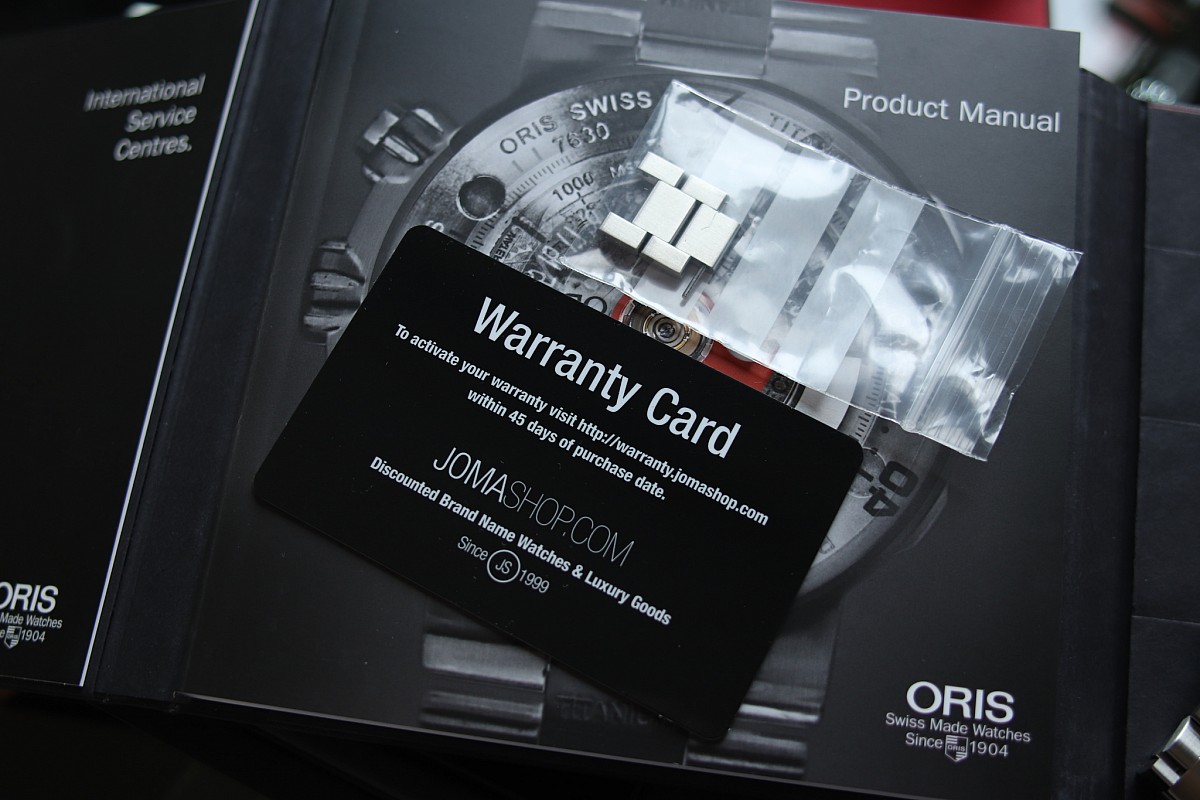 International
Service
Centres.
ORIS
Made Watches
1904
Product Manual
ORIS SWISS
7630
1000
Warranty Card
To activate your warranty visit http://warranty.jomashop.com
within 45 days of purchase date.
JOMASHOP.COM
Discounted Brand Name Watches & Luxury Goods
Since JS 1999
ORIS
Swiss Made Watches
Since ORIS 1904